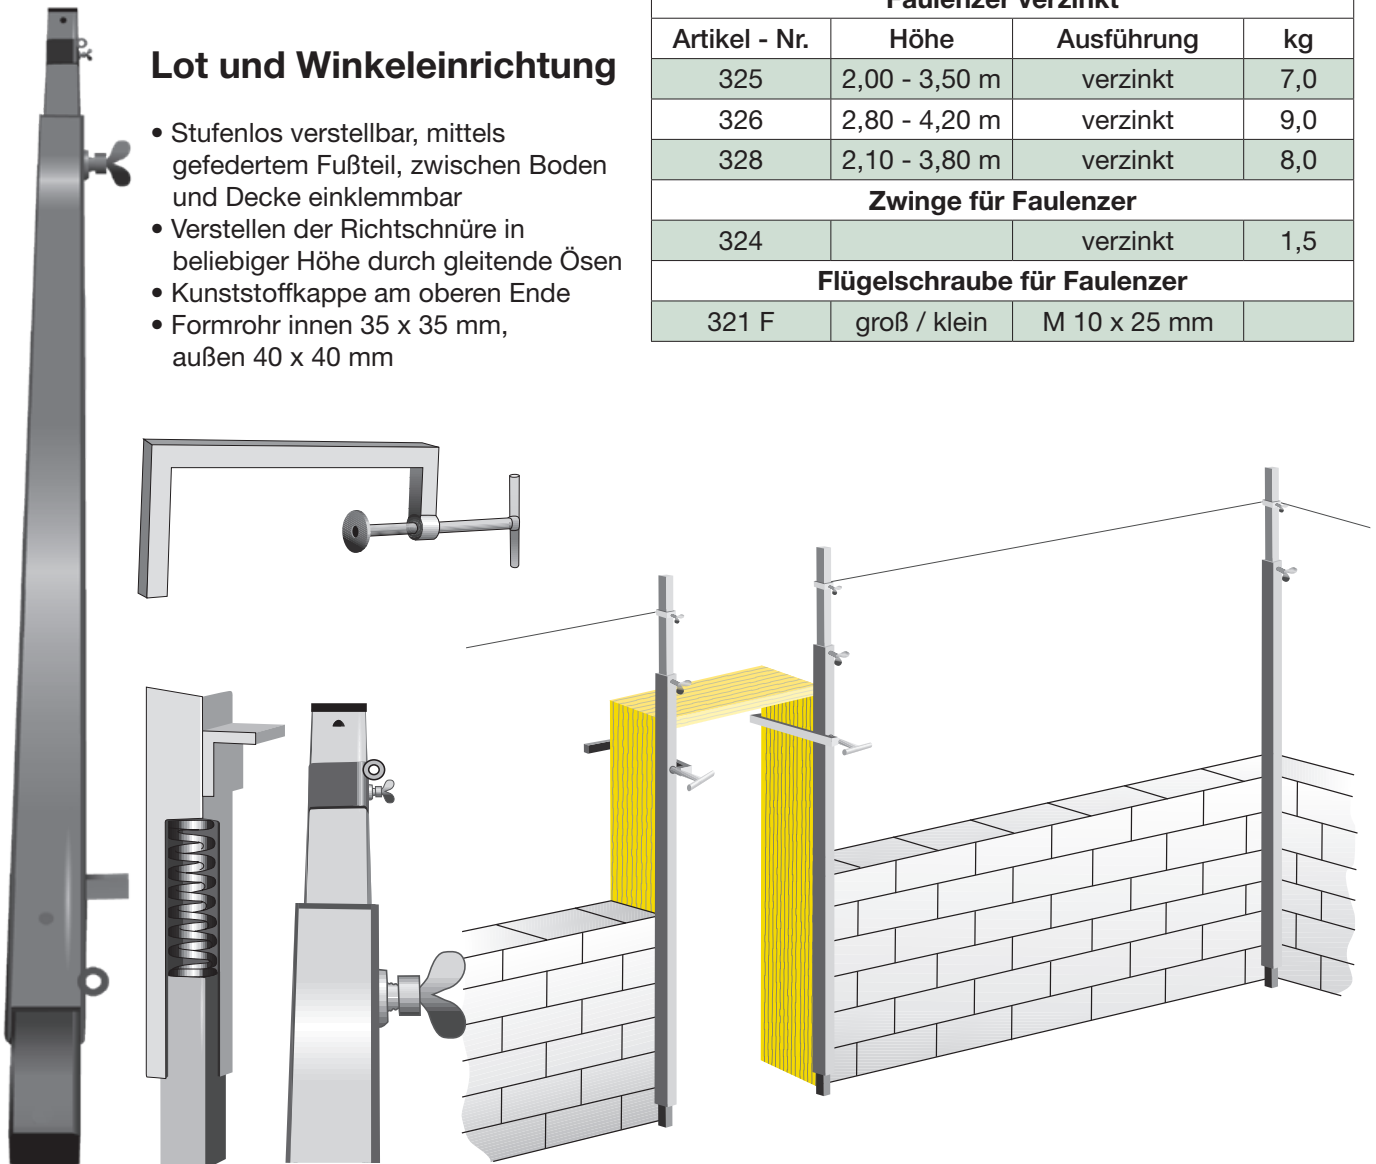 Lot und Winkeleinrichtung
• Stufenlos verstellbar, mittels
gefedertem Fußteil, zwischen Boden
und Decke einklemmbar
• Verstellen der Richtschnüre in
beliebiger Höhe durch gleitende Ösen
• Kunststoffkappe am oberen Ende
• Formrohr innen 35 x 35 mm,
außen 40 x 40 mm
Faulenzer verzinkt
Artikel - Nr. Höhe Ausführung kg
325 2,00 - 3,50 m verzinkt 7,0
326 2,80 - 4,20 m verzinkt 9,0
328 2,10 - 3,80 m verzinkt 8,0
Zwinge für Faulenzer
324 verzinkt 1,5
Flügelschraube für Faulenzer
321 F groß / klein M 10 x 25 mm